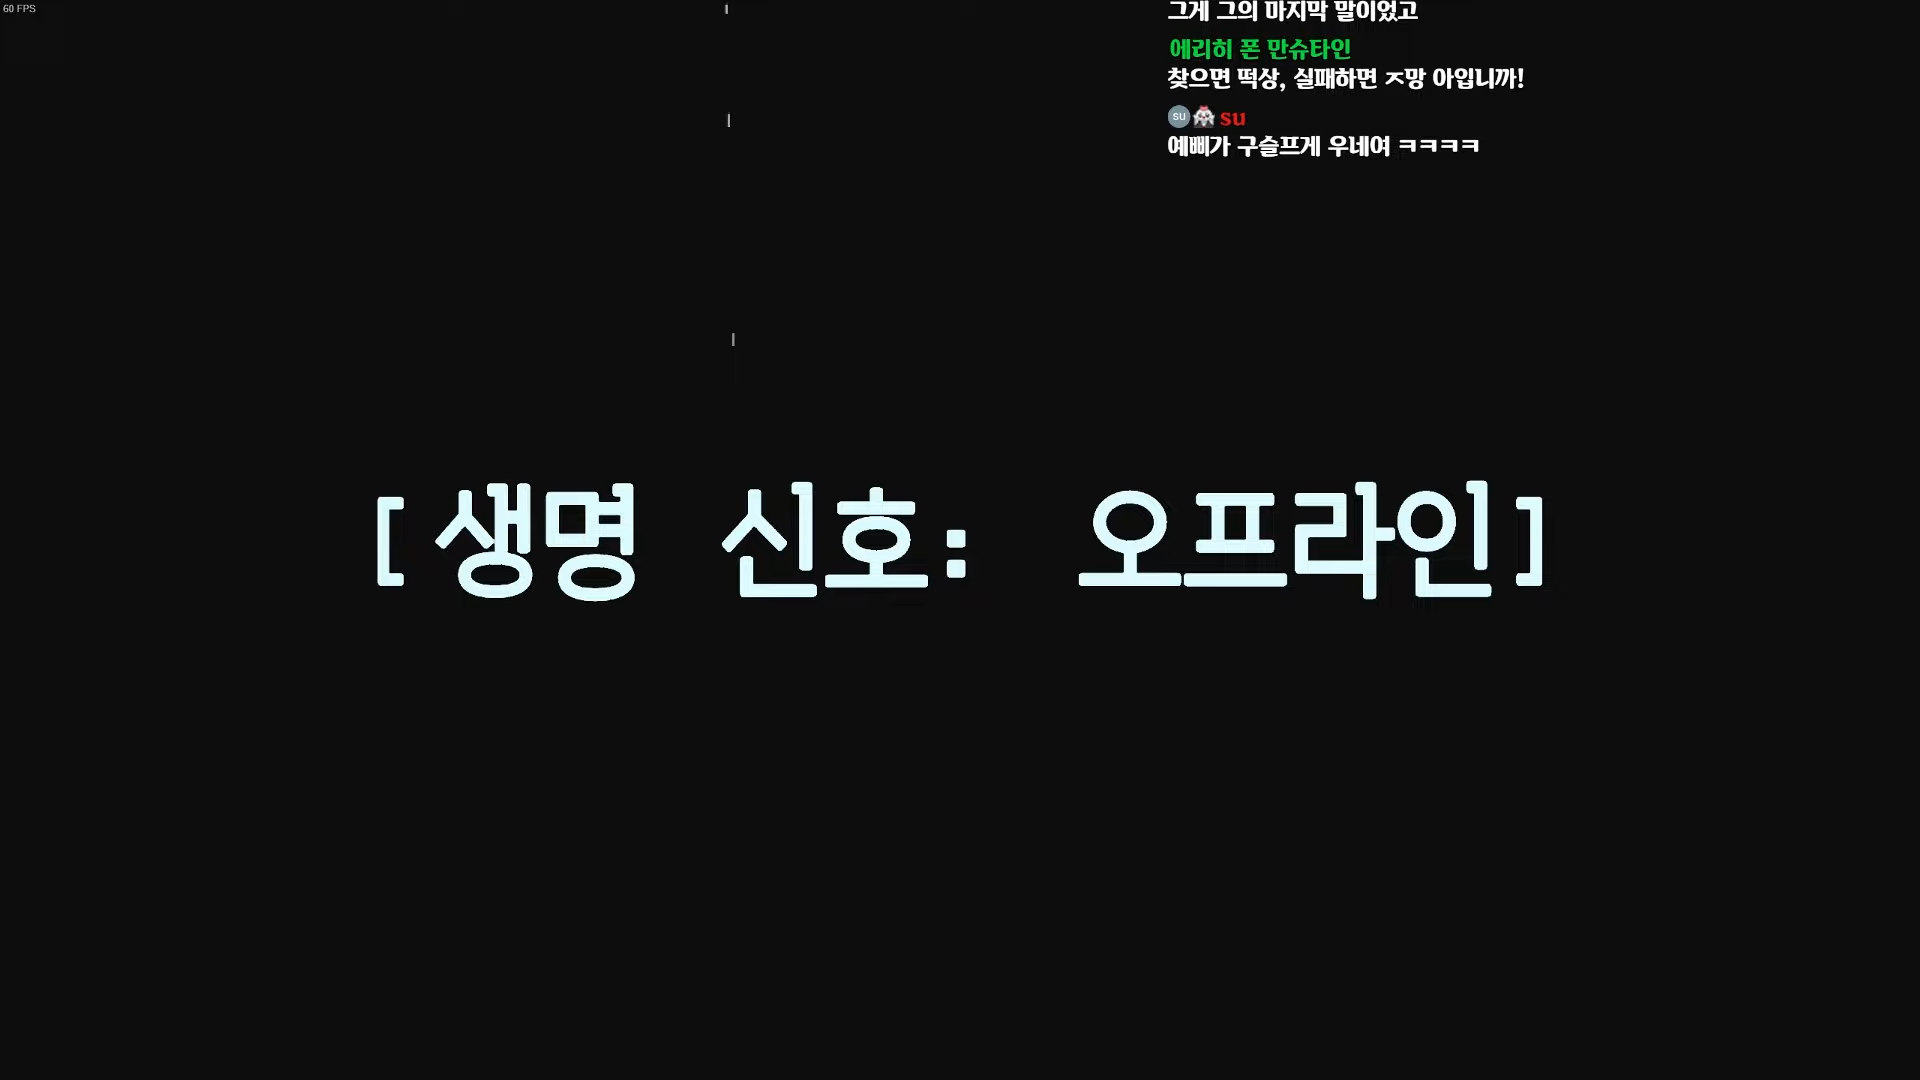 60 FPS
그게 그의 마지막 말이었고
에리히 폰 만슈타인
찾으면 떡상, 실패하면 ㅈ망 아입니까!
su su
예삐가 구슬프게 우네여 ㅋㅋㅋㅋ
[생명 신호: 오프라인]